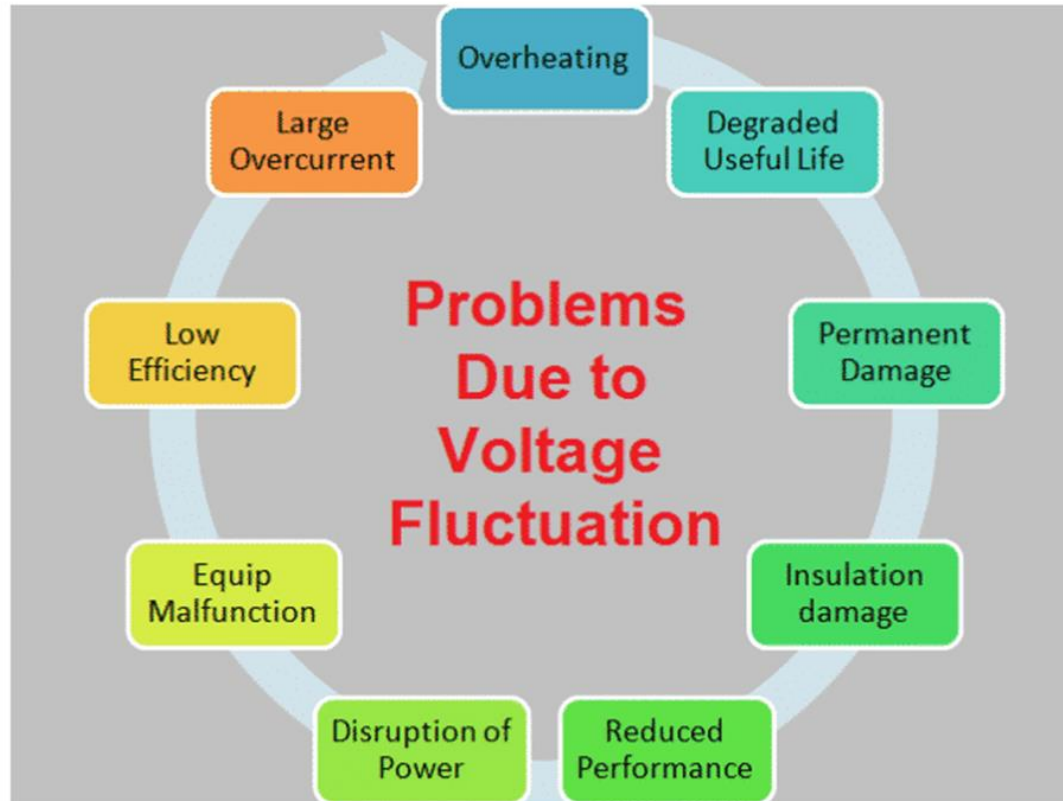 Overheating
Degraded
Useful Life
Permanent
Damage
Insulation
damage
Reduced
Performance
Disruption of
Power
Equip
Malfunction
Low
Efficiency
Large
Overcurrent
Problems
Due to
Voltage
Fluctuation